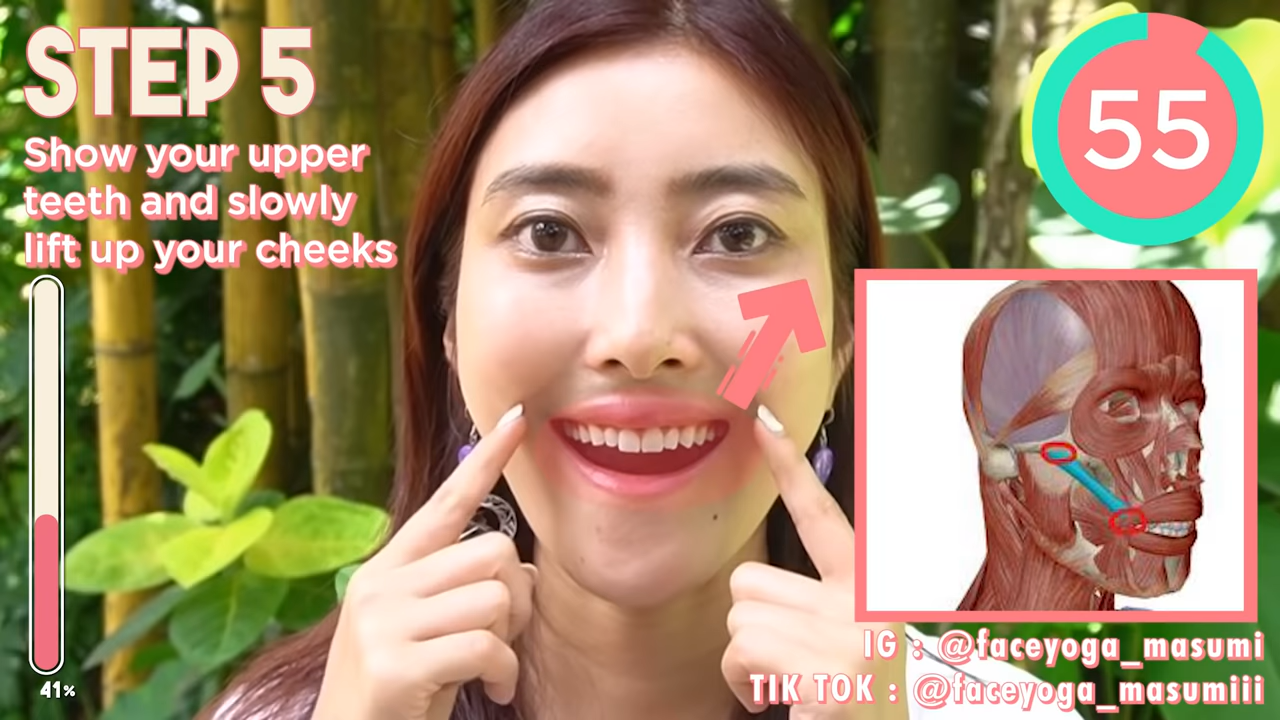 STEP 5
Show your upper
teeth and slowly
lift up your cheeks
55
41%
IG : @faceyoga_masumi
TIK TOK : @faceyoga_masumiii